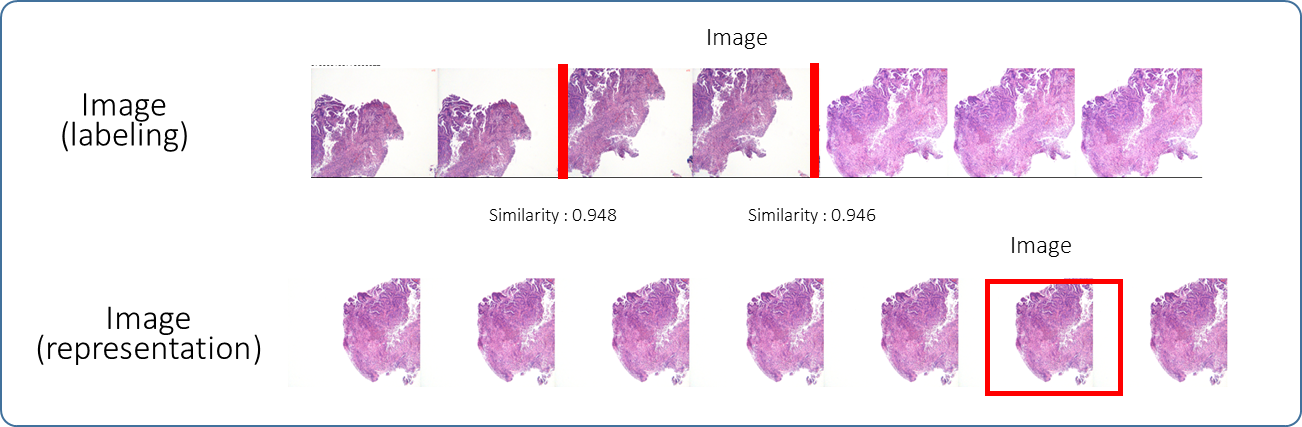 Image
Image
(labeling)
Similarity : 0.948
Similarity : 0.946
Image
Image
(representation)